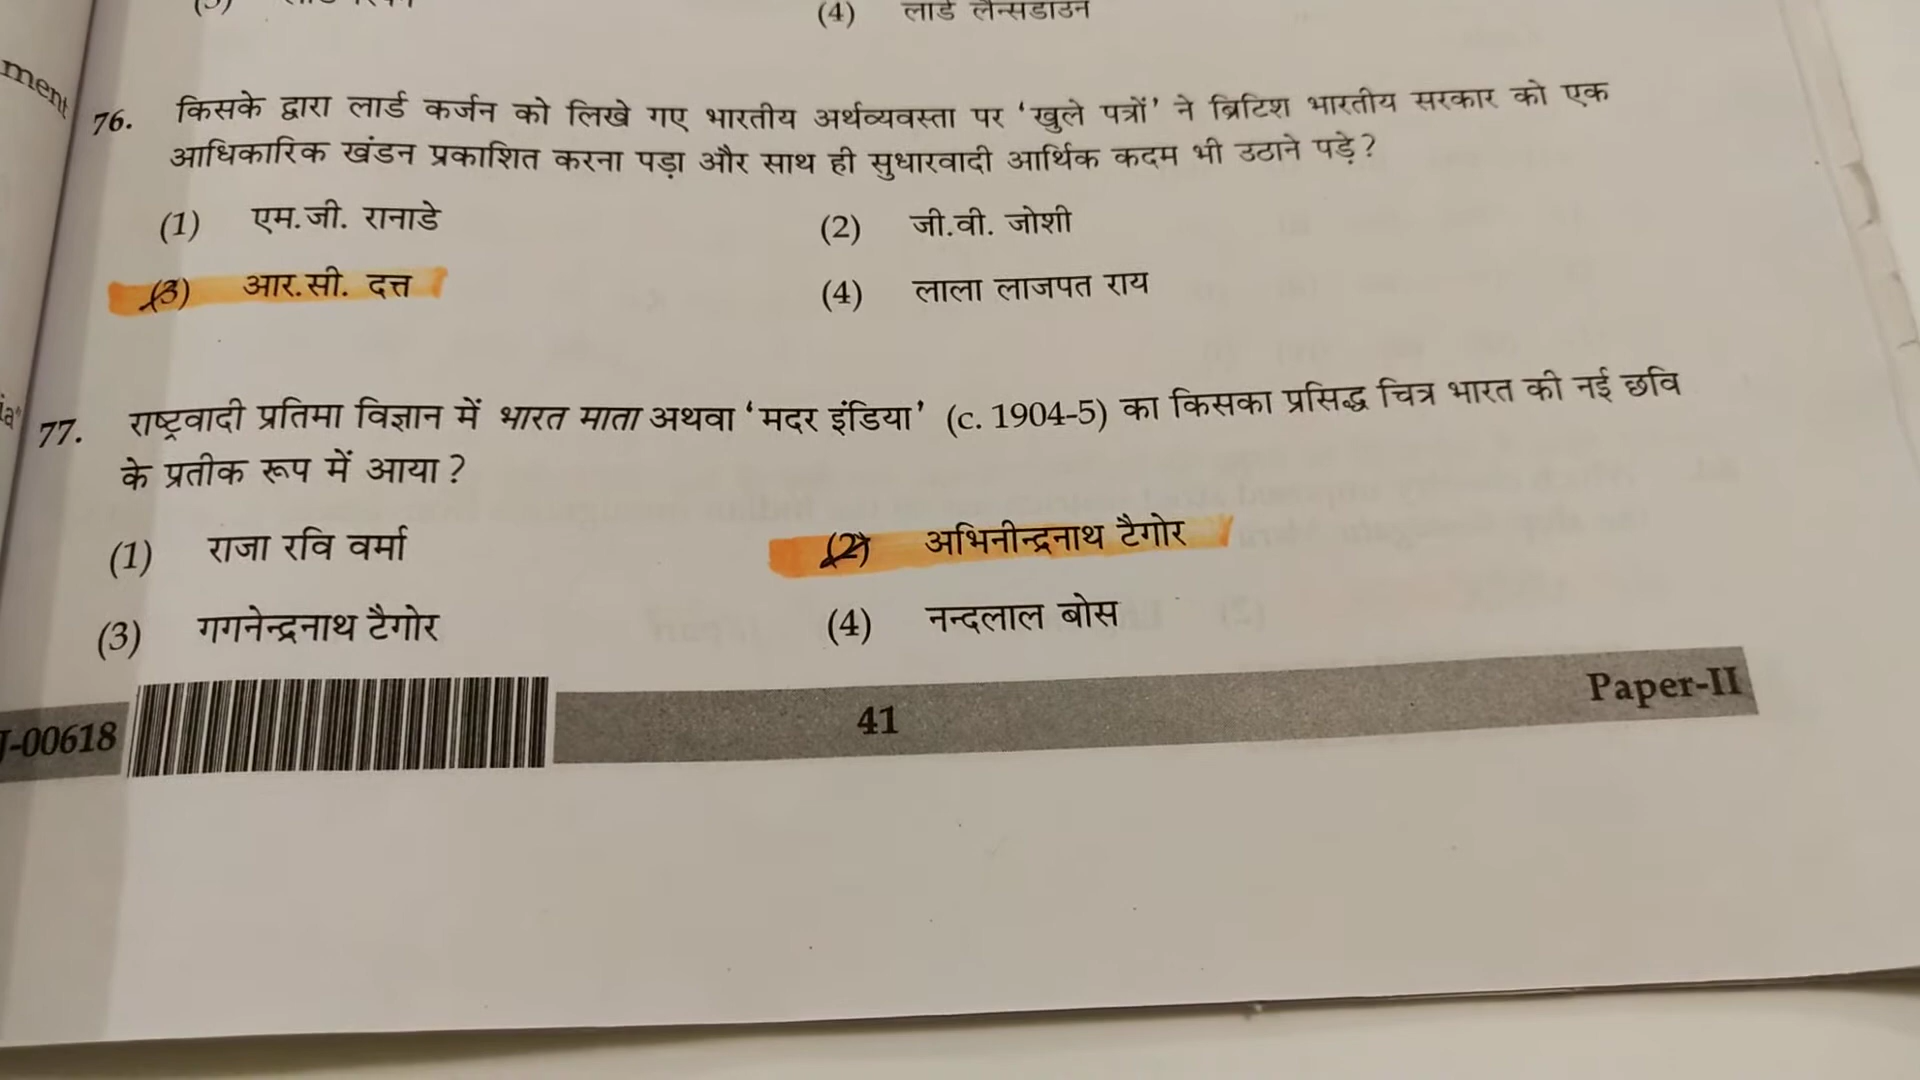 (4) लार्ड लैन्सडाउन
ment
76. किसके द्वारा लार्ड कर्जन को लिखे गए भारतीय अर्थव्यवस्ता पर 'खुले पत्रों' ने ब्रिटिश भारतीय सरकार को एक
आधिकारिक खंडन प्रकाशित करना पड़ा और साथ ही सुधारवादी आर्थिक कदम भी उठाने पड़े?
(1) एम.जी. रानाडे (2) जी.वी. जोशी
(3) आर.सी. दत्त (4) लाला लाजपत राय
77. राष्ट्रवादी प्रतिमा विज्ञान में भारत माता अथवा 'मदर इंडिया' (c. 1904-5) का किसका प्रसिद्ध चित्र भारत की नई छवि
के प्रतीक रूप में आया?
(1) राजा रवि वर्मा (2) अभिनीन्द्रनाथ टैगोर
(3) गगनेन्द्रनाथ टैगोर (4) नन्दलाल बोस
J-00618 41 Paper-II